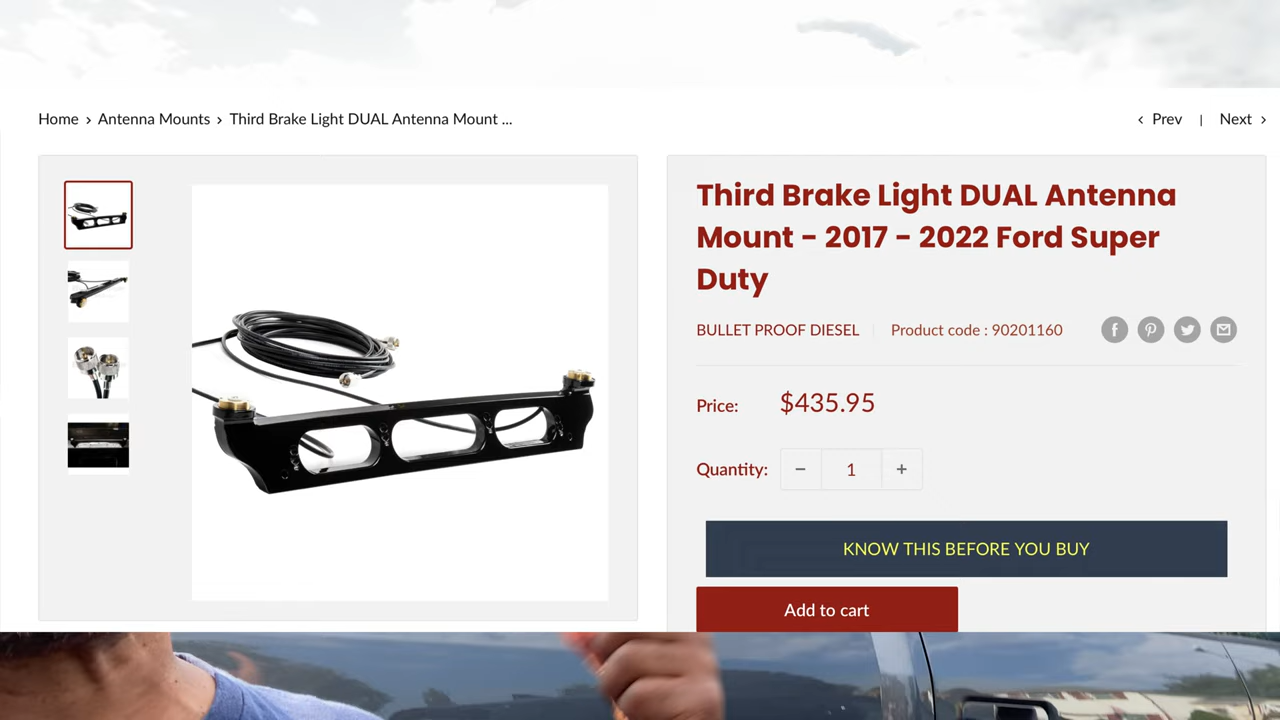 Home › Antenna Mounts › Third Brake Light DUAL Antenna Mount ...
‹ Prev | Next ›
Third Brake Light DUAL Antenna
Mount - 2017 - 2022 Ford Super
Duty
BULLET PROOF DIESEL
Product code : 90201160
Price: $435.95
Quantity: − 1 +
KNOW THIS BEFORE YOU BUY
Add to cart